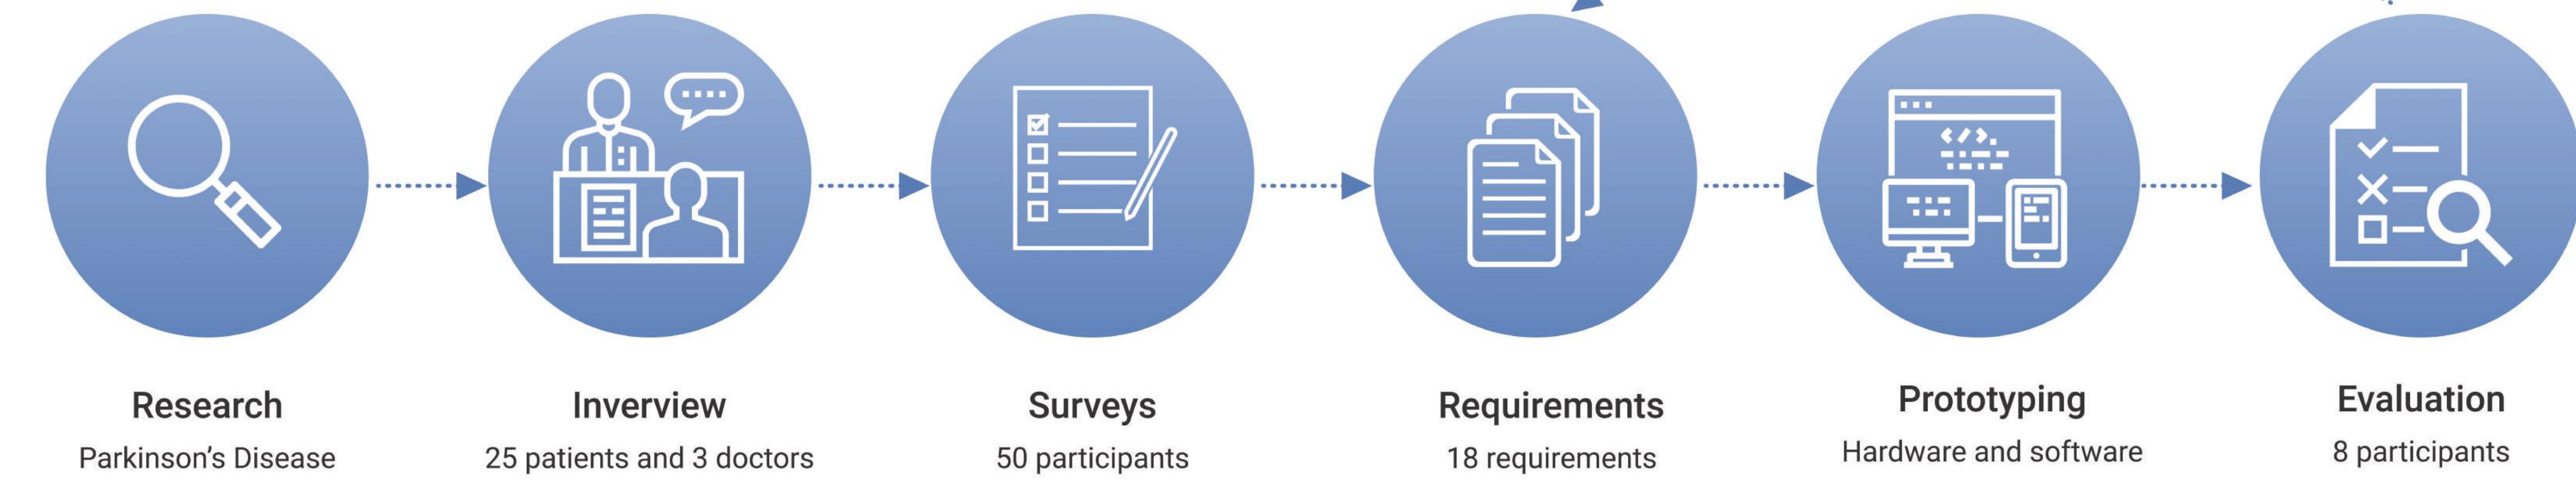 Research
Parkinson's Disease
Inverview
25 patients and 3 doctors
Surveys
50 participants
Requirements
18 requirements
Prototyping
Hardware and software
Evaluation
8 participants